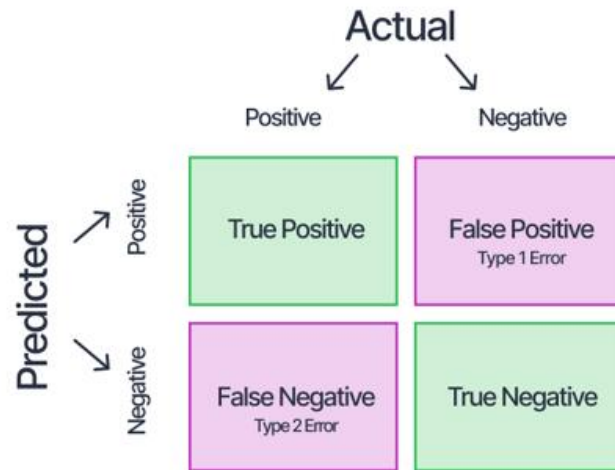 Actual
Positive
Negative
Predicted
Positive
True Positive
False Positive
Type 1 Error
Negative
False Negative
Type 2 Error
True Negative